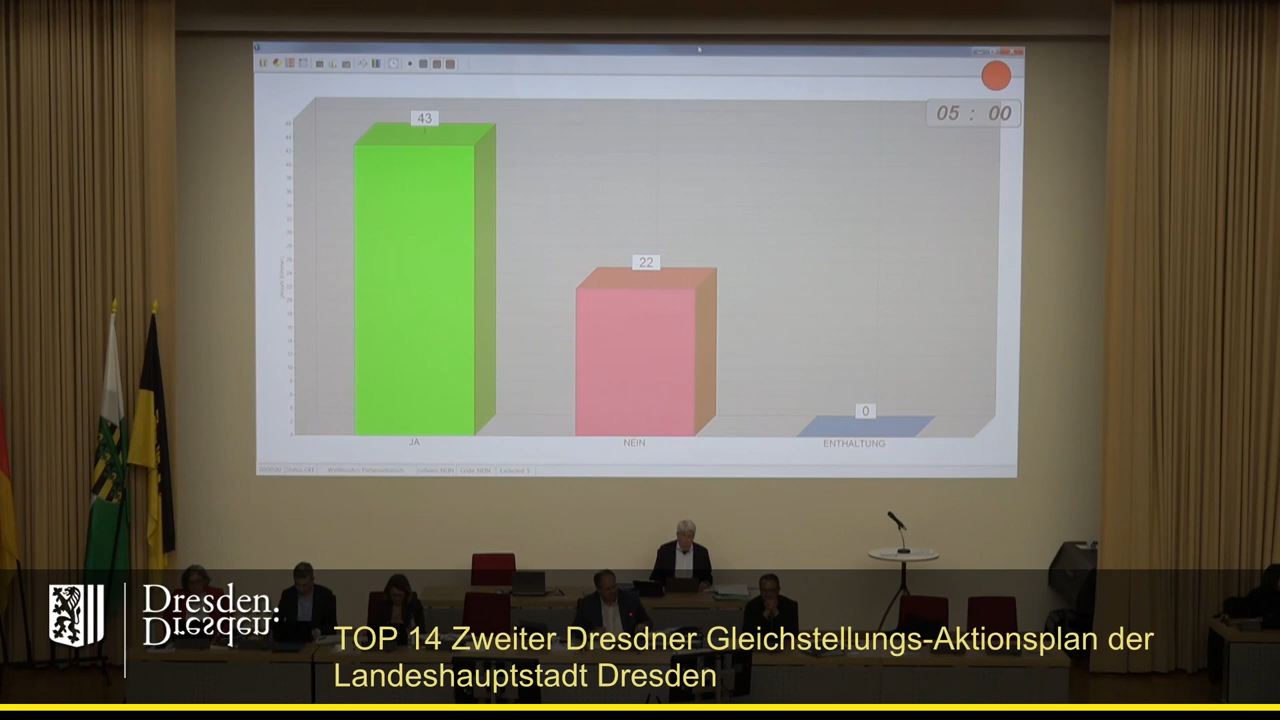 05 : 00
43
22
0
JA
NEIN
ENTHALTUNG
Dresden.
Dresden.
TOP 14 Zweiter Dresdner Gleichstellungs-Aktionsplan der
Landeshauptstadt Dresden